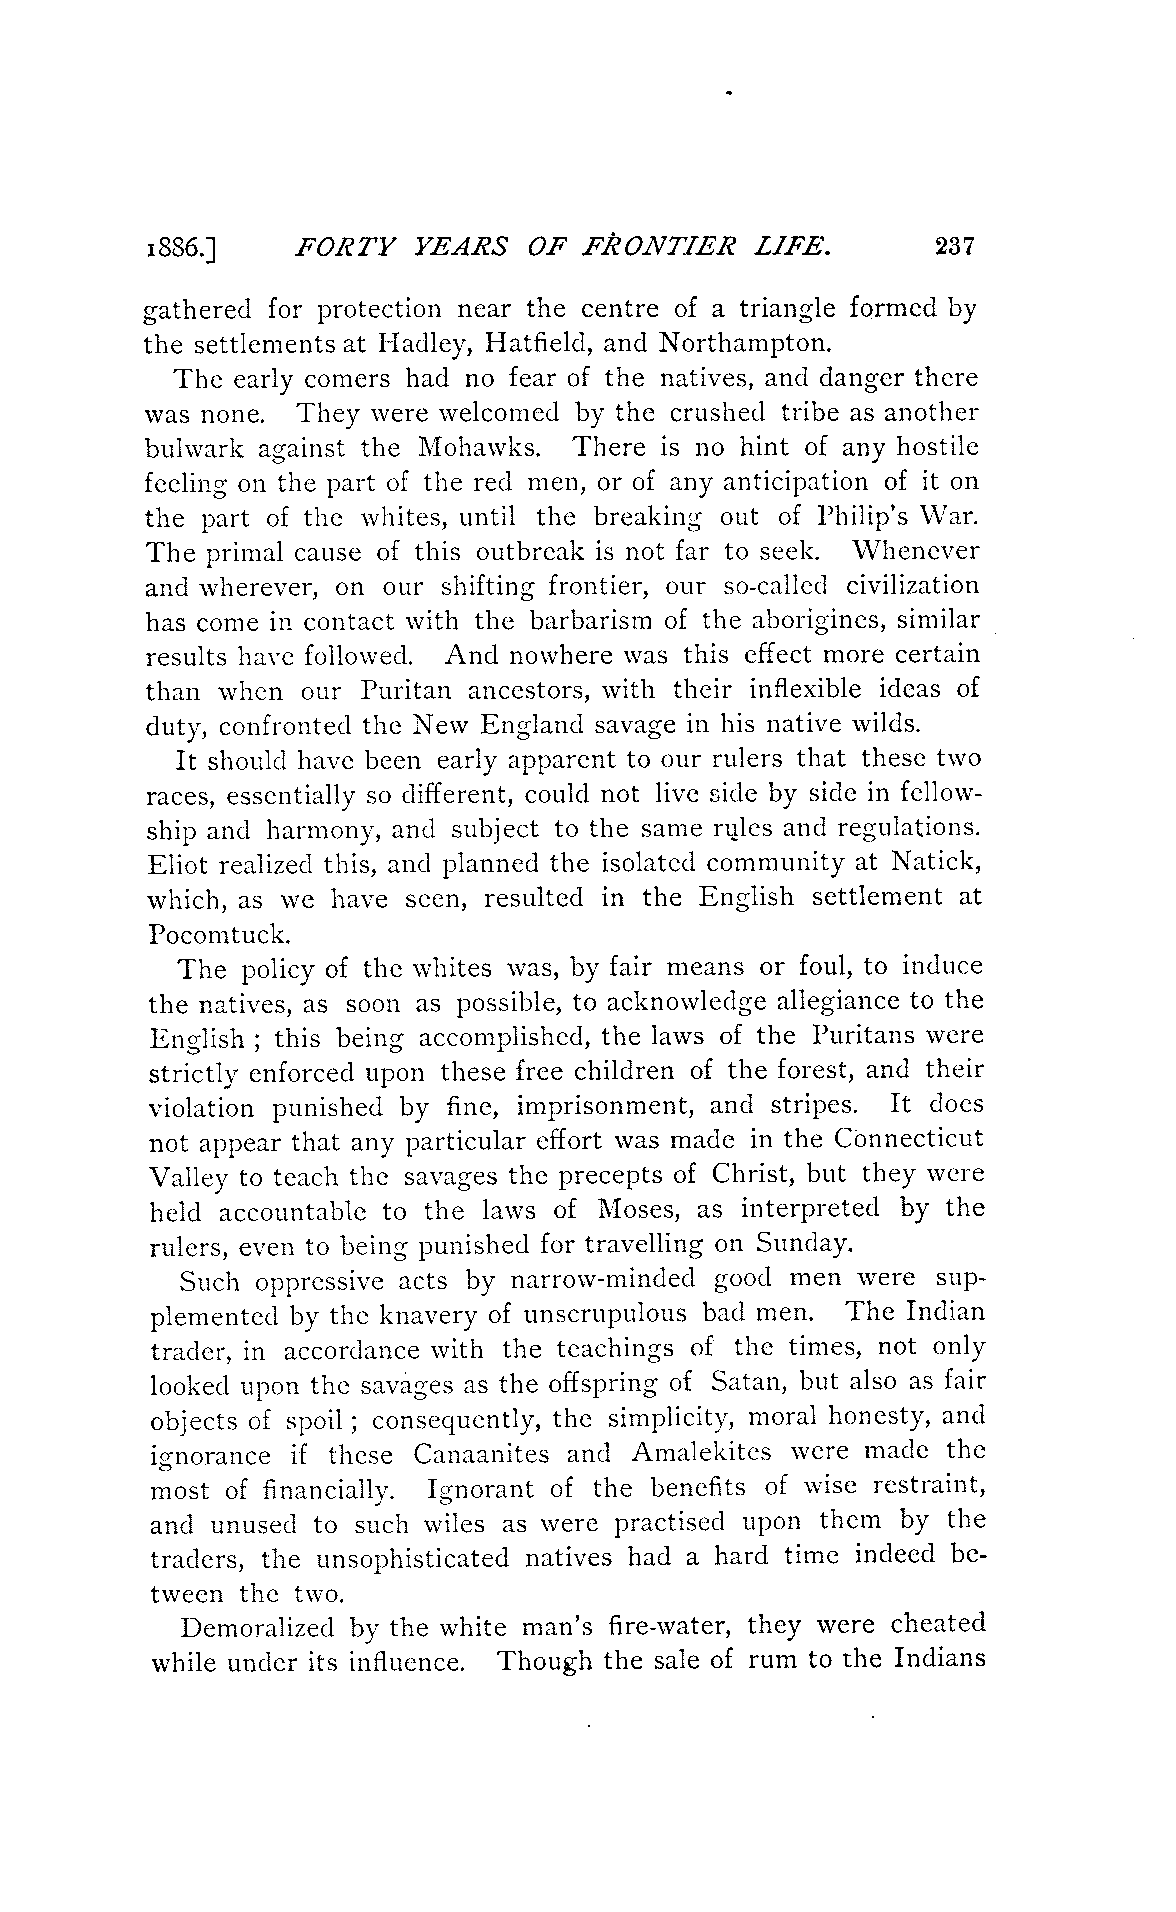 1886.] FORTY YEARS OF FRONTIER LIFE. 237
gathered for protection near the centre of a triangle formed by
the settlements at Hadley, Hatfield, and Northampton.
The early comers had no fear of the natives, and danger there
was none. They were welcomed by the crushed tribe as another
bulwark against the Mohawks. There is no hint of any hostile
feeling on the part of the red men, or of any anticipation of it on
the part of the whites, until the breaking out of Philip's War.
The primal cause of this outbreak is not far to seek. Whenever
and wherever, on our shifting frontier, our so-called civilization
has come in contact with the barbarism of the aborigines, similar
results have followed. And nowhere was this effect more certain
than when our Puritan ancestors, with their inflexible ideas of
duty, confronted the New England savage in his native wilds.
It should have been early apparent to our rulers that these two
races, essentially so different, could not live side by side in fellow-
ship and harmony, and subject to the same rules and regulations.
Eliot realized this, and planned the isolated community at Natick,
which, as we have seen, resulted in the English settlement at
Pocomtuck.
The policy of the whites was, by fair means or foul, to induce
the natives, as soon as possible, to acknowledge allegiance to the
English ; this being accomplished, the laws of the Puritans were
strictly enforced upon these free children of the forest, and their
violation punished by fine, imprisonment, and stripes. It does
not appear that any particular effort was made in the Connecticut
Valley to teach the savages the precepts of Christ, but they were
held accountable to the laws of Moses, as interpreted by the
rulers, even to being punished for travelling on Sunday.
Such oppressive acts by narrow-minded good men were sup-
plemented by the knavery of unscrupulous bad men. The Indian
trader, in accordance with the teachings of the times, not only
looked upon the savages as the offspring of Satan, but also as fair
objects of spoil ; consequently, the simplicity, moral honesty, and
ignorance if these Canaanites and Amalekites were made the
most of financially. Ignorant of the benefits of wise restraint,
and unused to such wiles as were practised upon them by the
traders, the unsophisticated natives had a hard time indeed be-
tween the two.
Demoralized by the white man's fire-water, they were cheated
while under its influence. Though the sale of rum to the Indians